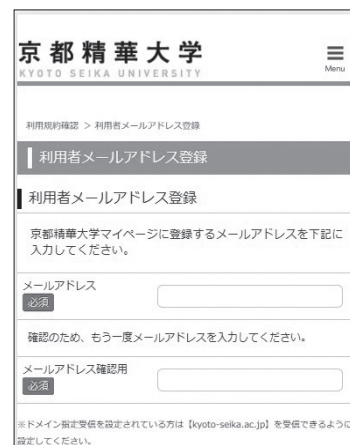 京都精華大学
KYOTO SEIKA UNIVERSITY
Menu
利用規約確認 > 利用者メールアドレス登録
利用者メールアドレス登録
利用者メールアドレス登録
京都精華大学マイページに登録するメールアドレスを下記に
入力してください。
メールアドレス
必須
確認のため、もう一度メールアドレスを入力してください。
メールアドレス確認用
必須
※ドメイン指定受信を設定されている方は【kyoto-seika.ac.jp】を受信できるように
設定してください。